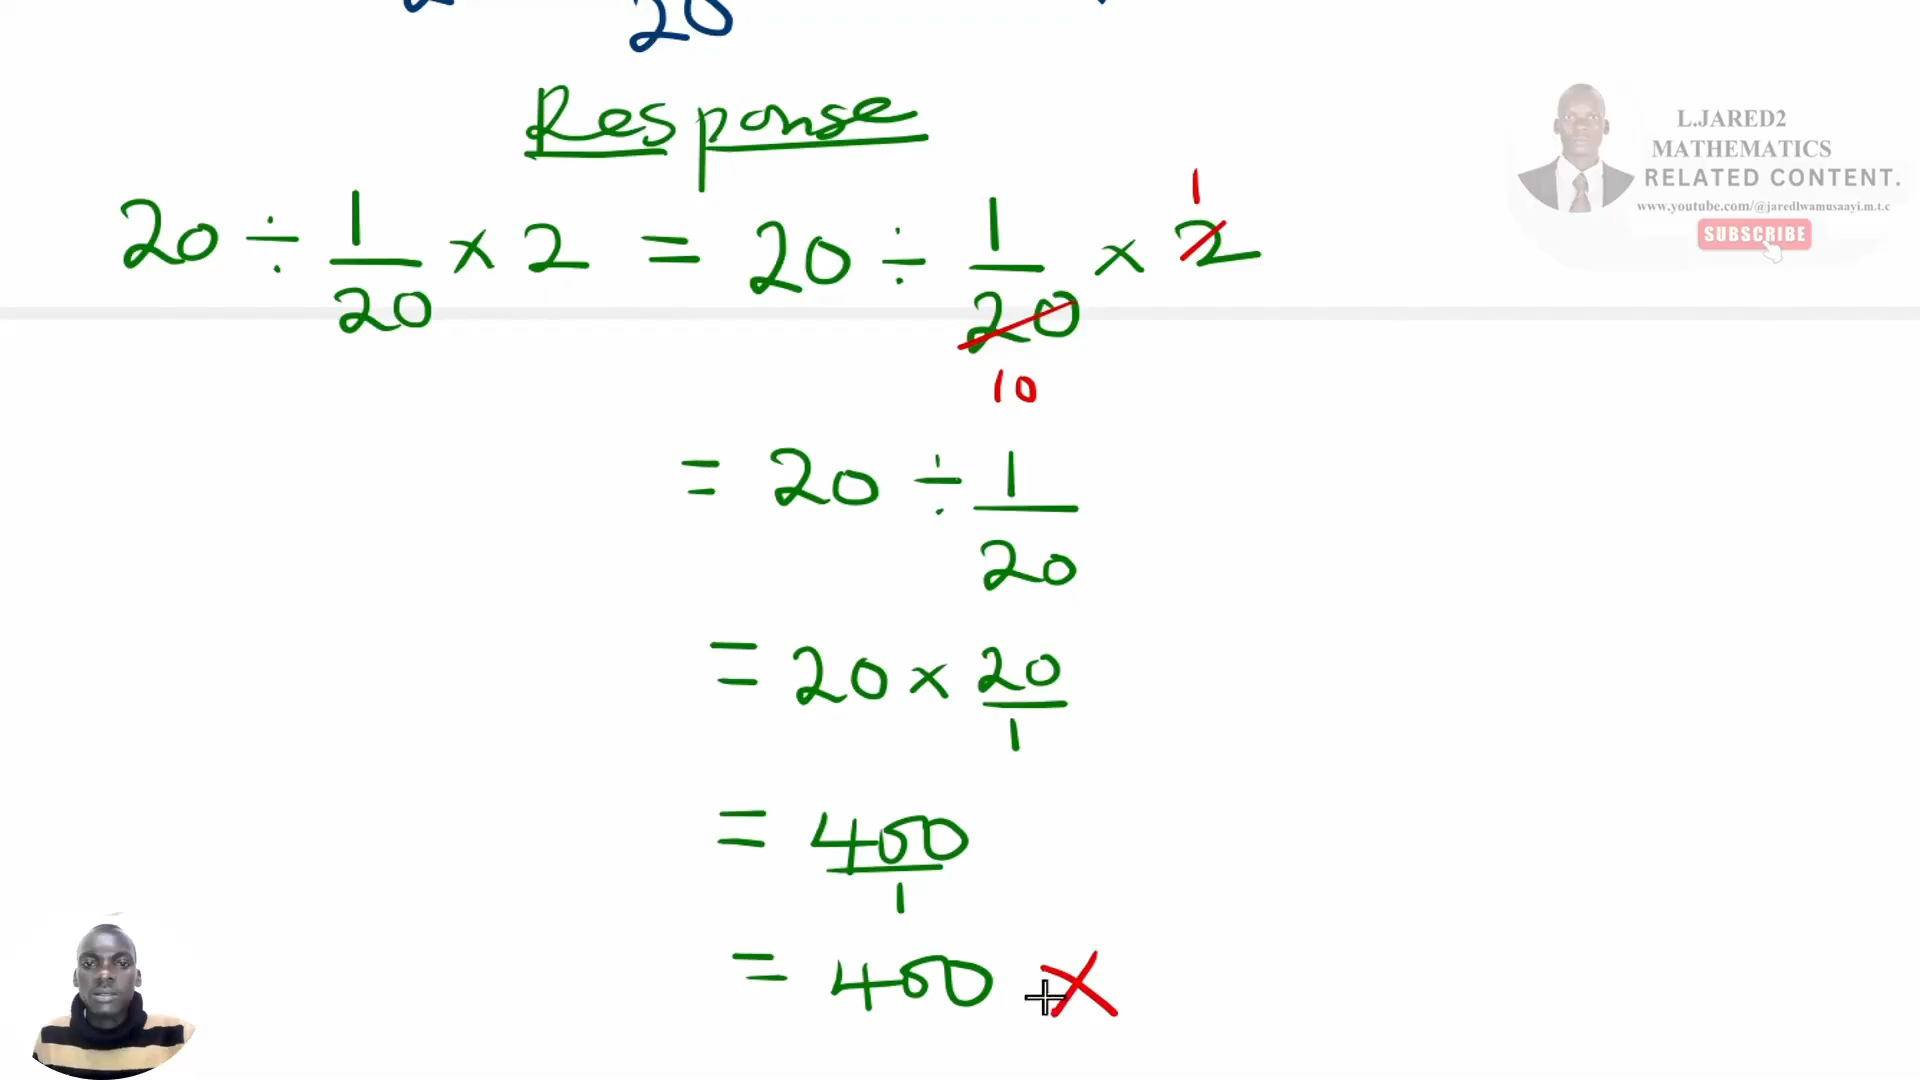 20
Response
20 ÷ 1/20 × 2 = 20 ÷ 1/20 × 2
1
10
= 20 ÷ 1/20
= 20 × 20/1
= 400/1
= 400 X
L.JARED2
MATHEMATICS
RELATED CONTENT.
www.youtube.com/@jaredlwamusaayi.m.t.c
SUBSCRIBE